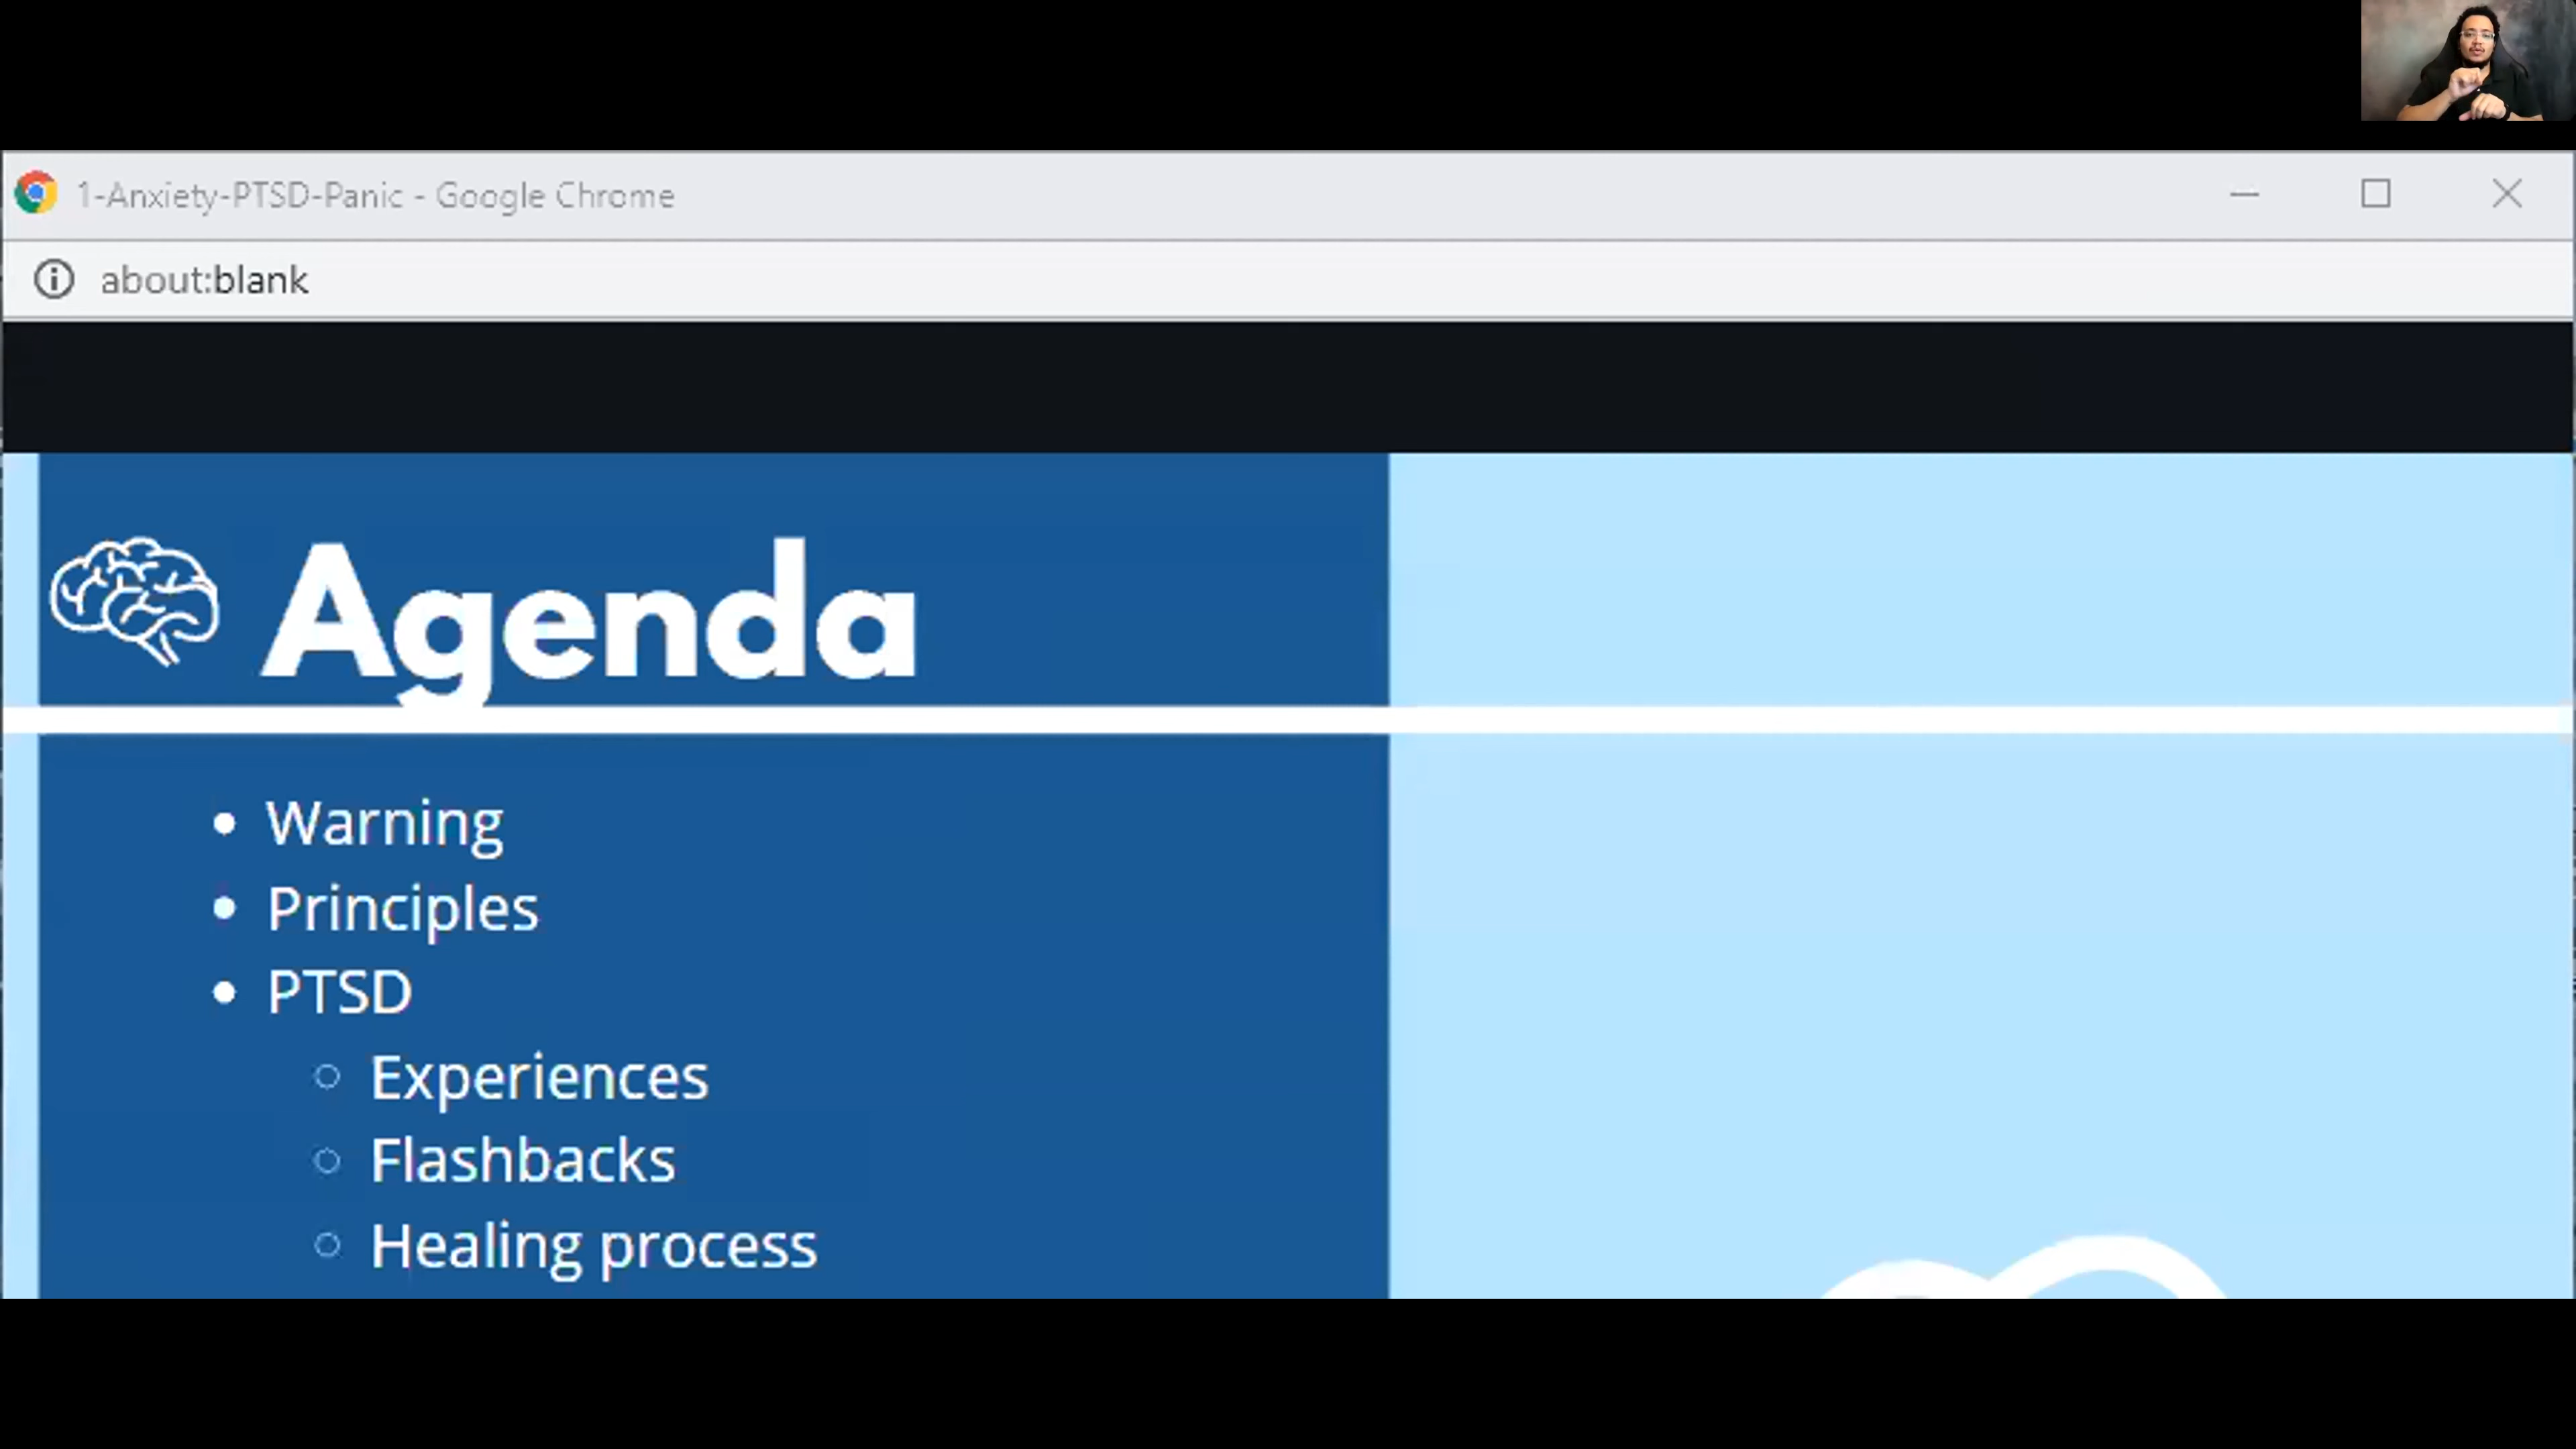 1-Anxiety-PTSD-Panic - Google Chrome
about:blank
Agenda
• Warning
• Principles
• PTSD
○ Experiences
○ Flashbacks
○ Healing process